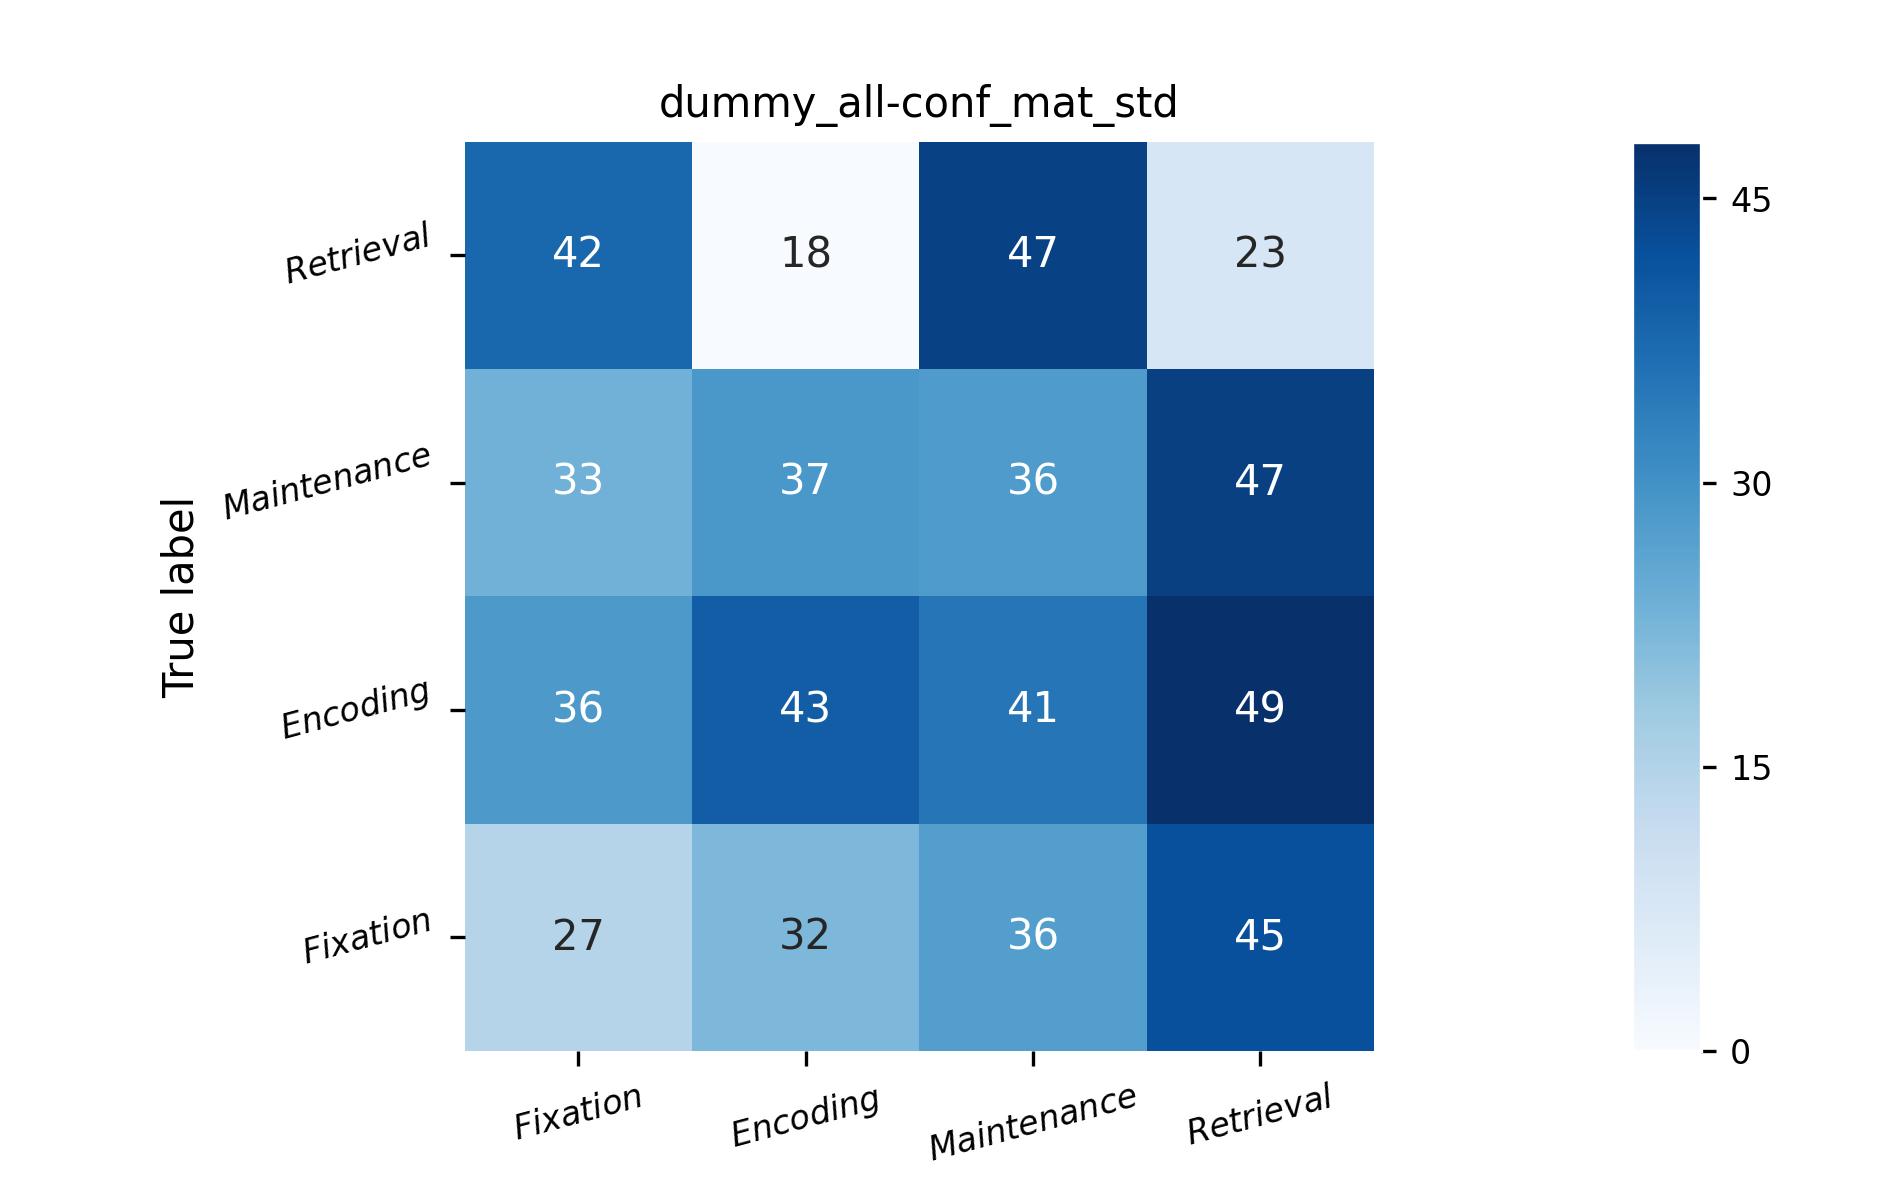 dummy_all-conf_mat_std
True label
Retrieval 42 18 47 23
Maintenance 33 37 36 47
Encoding 36 43 41 49
Fixation 27 32 36 45
Fixation Encoding Maintenance Retrieval
45
30
15
0